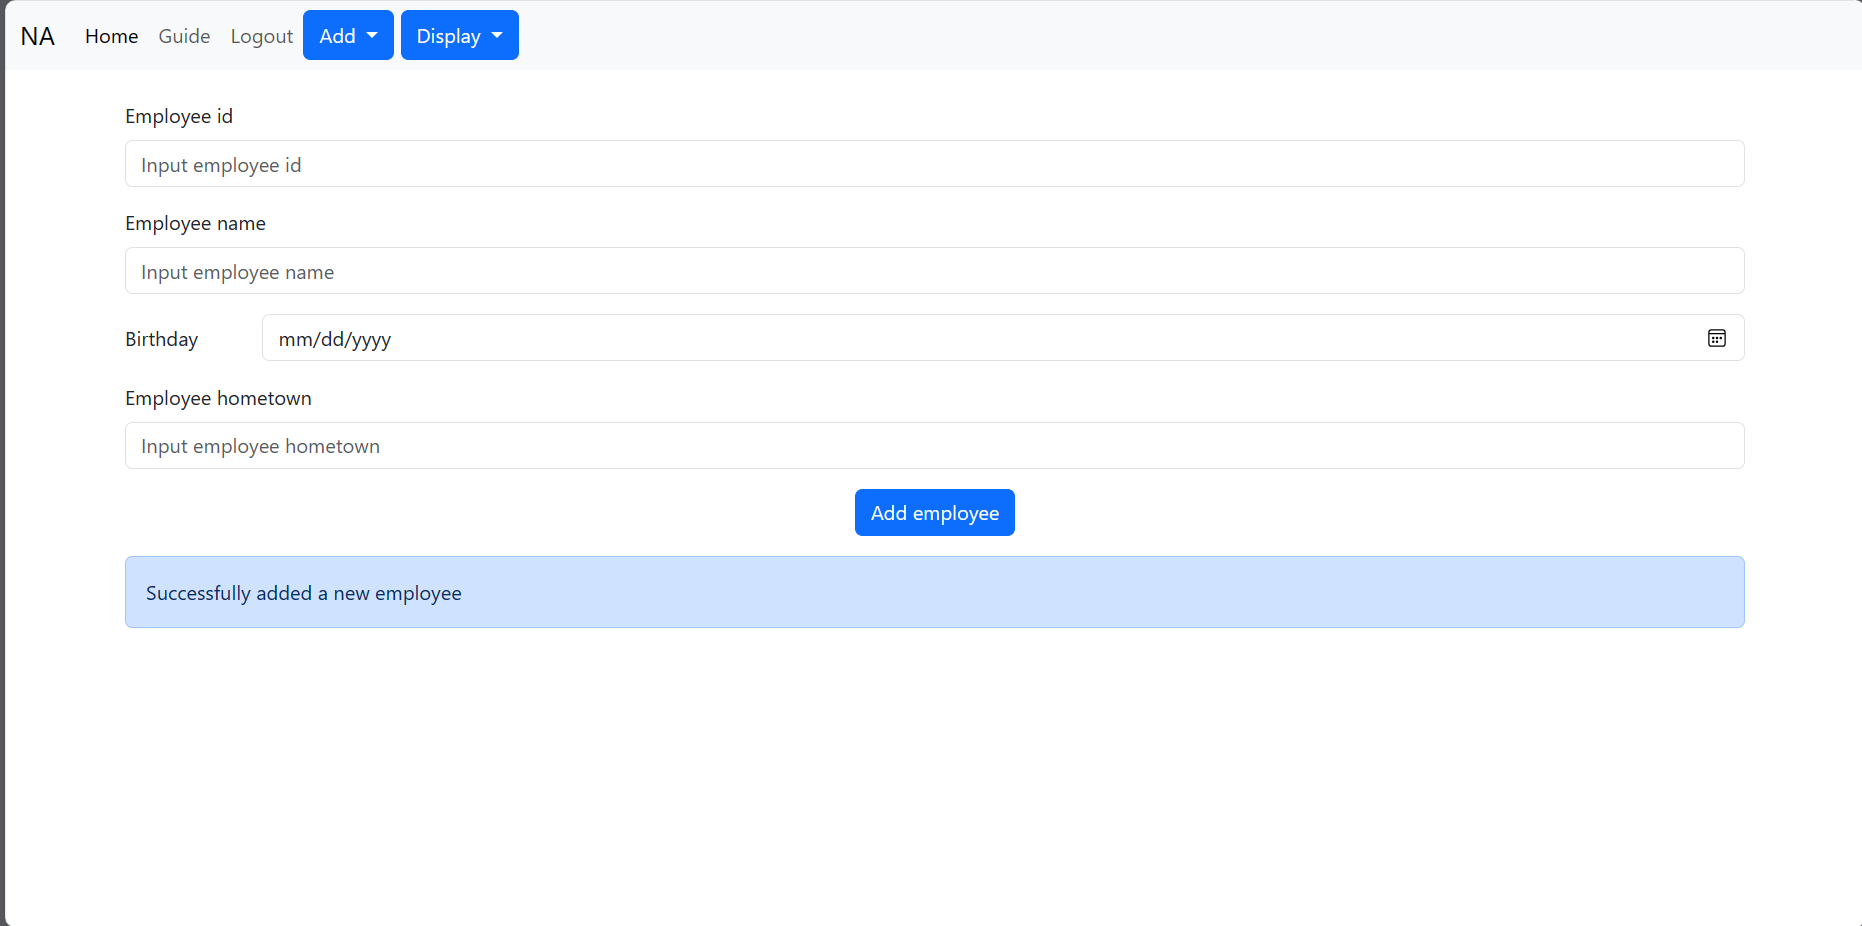 NA Home Guide Logout Add Display
Employee id
Input employee id
Employee name
Input employee name
Birthday mm/dd/yyyy
Employee hometown
Input employee hometown
Add employee
Successfully added a new employee